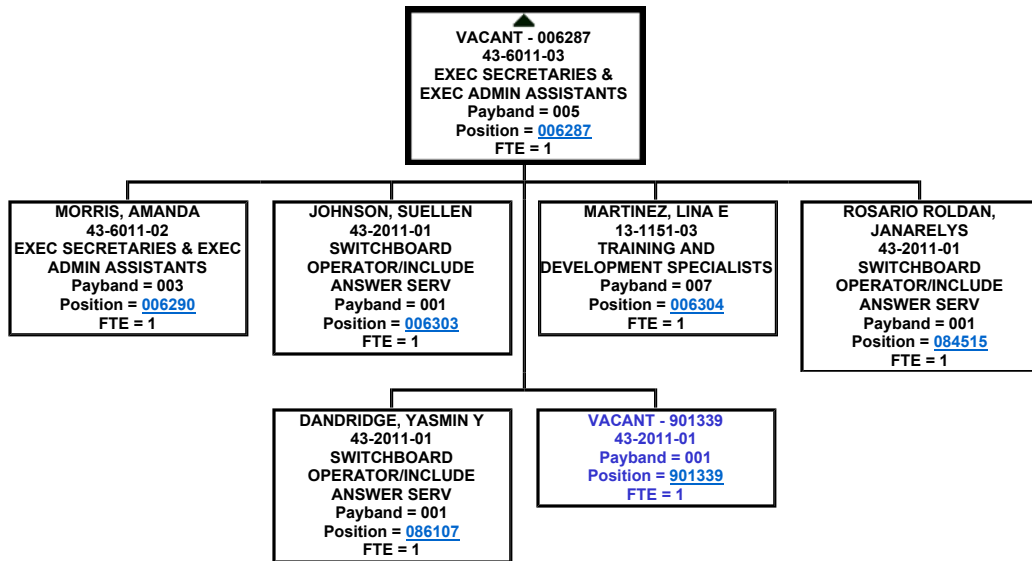 VACANT - 006287
43-6011-03
EXEC SECRETARIES &
EXEC ADMIN ASSISTANTS
Payband = 005
Position = 006287
FTE = 1
MORRIS, AMANDA
43-6011-02
EXEC SECRETARIES & EXEC
ADMIN ASSISTANTS
Payband = 003
Position = 006290
FTE = 1
JOHNSON, SUELLEN
43-2011-01
SWITCHBOARD
OPERATOR/INCLUDE
ANSWER SERV
Payband = 001
Position = 006303
FTE = 1
MARTINEZ, LINA E
13-1151-03
TRAINING AND
DEVELOPMENT SPECIALISTS
Payband = 007
Position = 006304
FTE = 1
ROSARIO ROLDAN,
JANARELYS
43-2011-01
SWITCHBOARD
OPERATOR/INCLUDE
ANSWER SERV
Payband = 001
Position = 084515
FTE = 1
DANDRIDGE, YASMIN Y
43-2011-01
SWITCHBOARD
OPERATOR/INCLUDE
ANSWER SERV
Payband = 001
Position = 086107
FTE = 1
VACANT - 901339
43-2011-01
Payband = 001
Position = 901339
FTE = 1